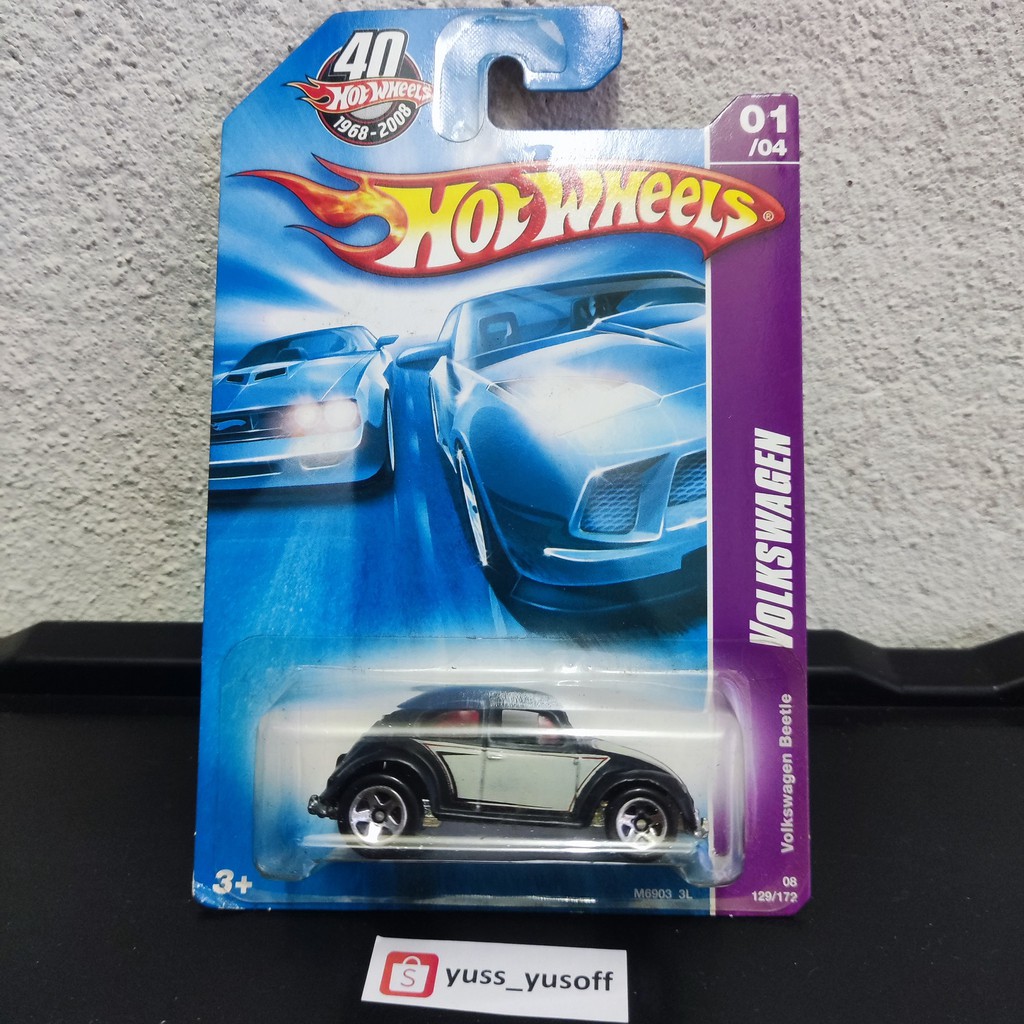 40
HOT WHEELS
1968-2008
01
/04
HOT WHEELS®
VOLKSWAGEN
Volkswagen Beetle
3+
M6903 3L
08
129/172
S
yuss_yusoff